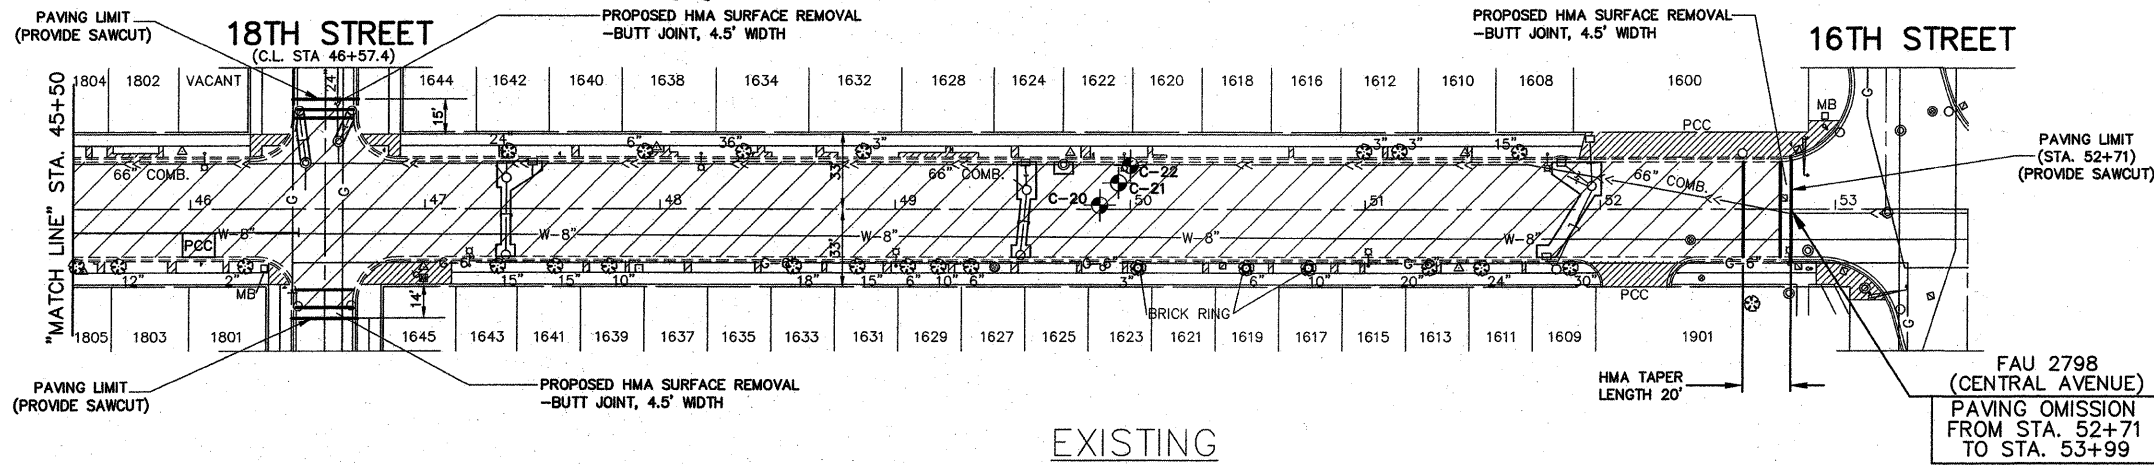 PAVING LIMIT
(PROVIDE SAWCUT)
18TH STREET
(C.L. STA 46+57.4)
PROPOSED HMA SURFACE REMOVAL
-BUTT JOINT, 4.5' WIDTH
PROPOSED HMA SURFACE REMOVAL
-BUTT JOINT, 4.5' WIDTH
16TH STREET
"MATCH LINE" STA. 45+50
1804 1802 VACANT 24" 1644 1642 1640 1638 1634 1632 1628 1624 1622 1620 1618 1616 1612 1610 1608 1600
15'
MB
PCC
24" 6" 36" 3" 3" 3" 15"
PAVING LIMIT
(STA. 52+71)
(PROVIDE SAWCUT)
66" COMB. 66" COMB. 66" COMB.
33'
C-22
C-21
C-20
46 47 48 49 50 51 52 53
G G G
33'
W-8" W-8" W-8" W-8" W-8"
PCC
12" 2" 15" 15" 10" 18" 15" 6" 10" 6" 3" 6" 10" 20" 24" 30"
MB
14'
PCC
BRICK RING
1805 1803 1801 1645 1643 1641 1639 1637 1635 1633 1631 1629 1627 1625 1623 1621 1619 1617 1615 1613 1611 1609 1901
PAVING LIMIT
(PROVIDE SAWCUT)
PROPOSED HMA SURFACE REMOVAL
-BUTT JOINT, 4.5' WIDTH
HMA TAPER
LENGTH 20'
FAU 2798
(CENTRAL AVENUE)
PAVING OMISSION
FROM STA. 52+71
TO STA. 53+99
EXISTING